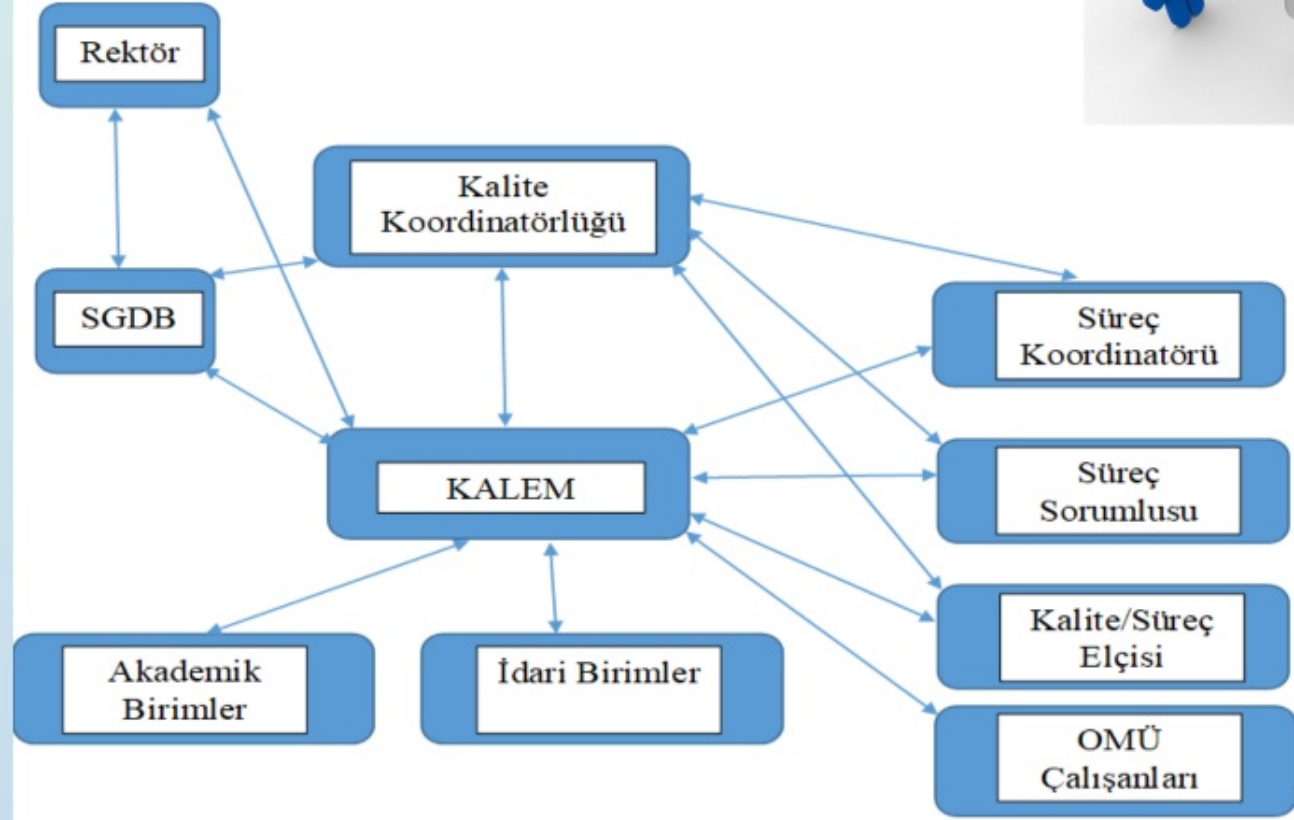 Rektör
Kalite
Koordinatörlüğü
SGDB
Süreç
Koordinatörü
KALEM
Süreç
Sorumlusu
Kalite/Süreç
Elçisi
Akademik
Birimler
İdari Birimler
OMÜ
Çalışanları